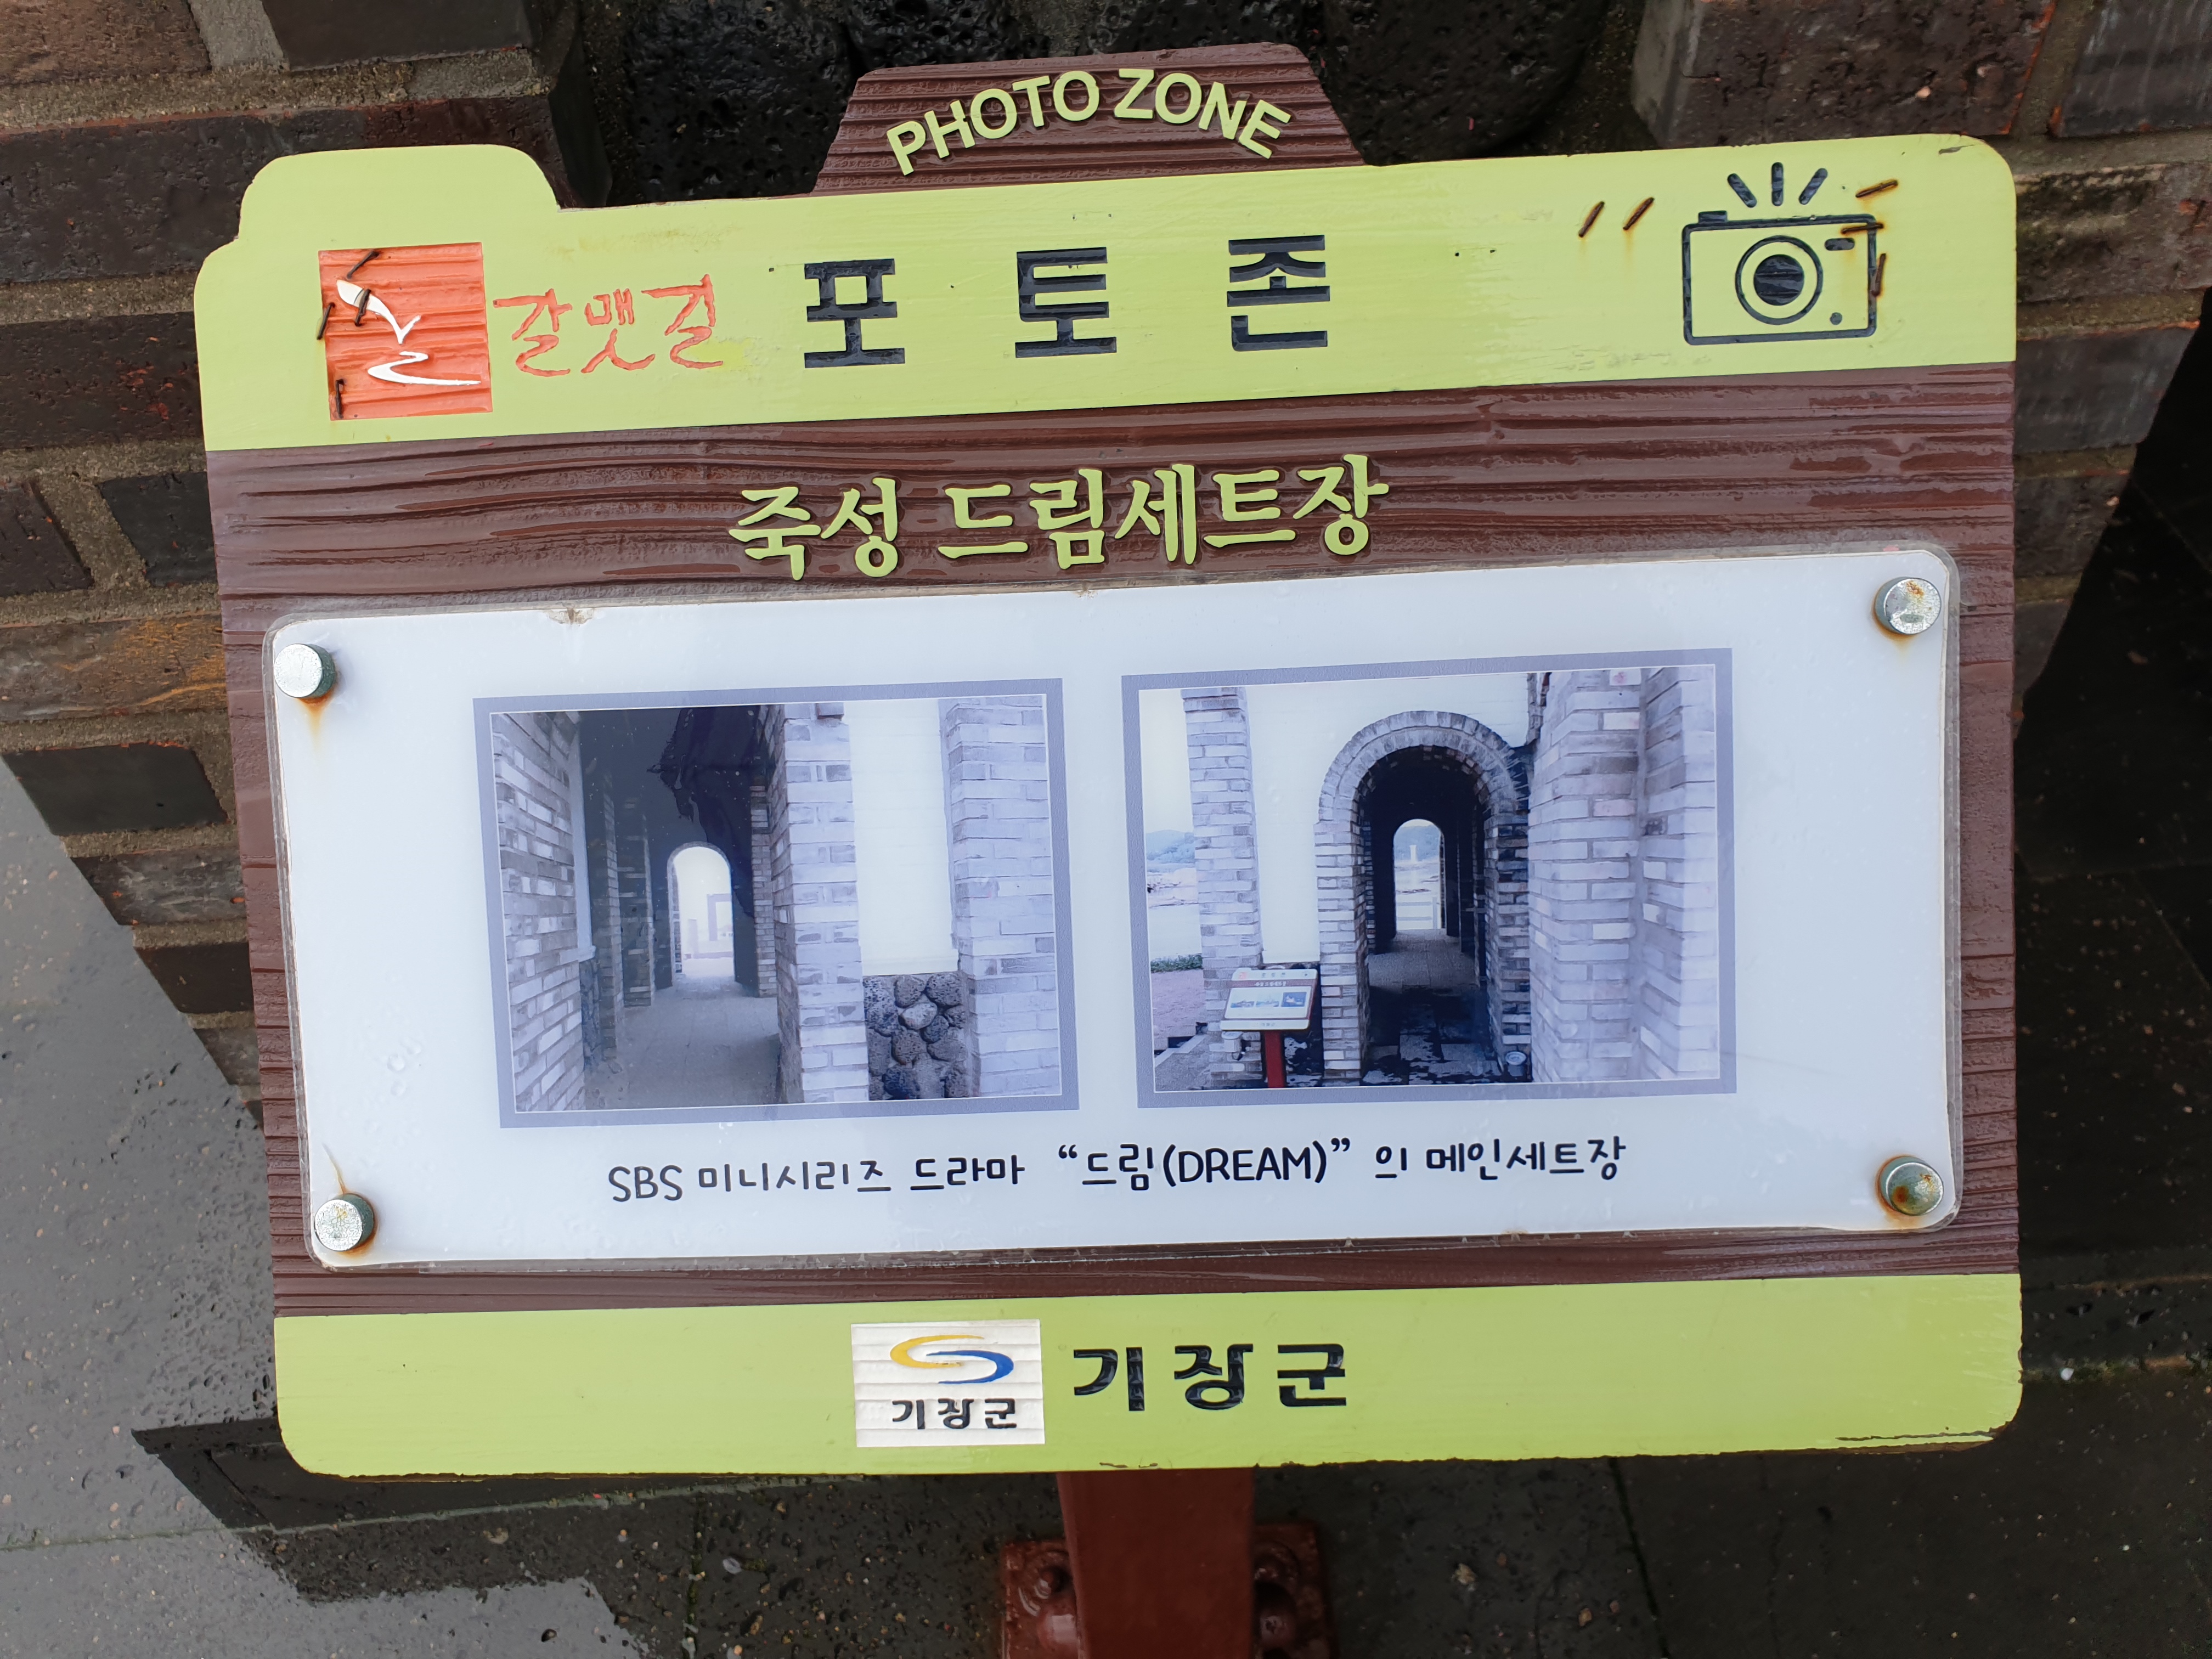 PHOTO ZONE
갈맷길 포토존
죽성 드림세트장
SBS 미니시리즈 드라마 “드림(DREAM)” 의 메인세트장
기장군 기장군